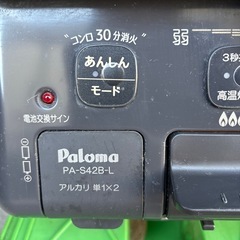 "コンロ30分消火"
弱
あんしん
モード
3秒
高温
電池交換サイン
Paloma
PA-S42B-L
アルカリ 単1×2